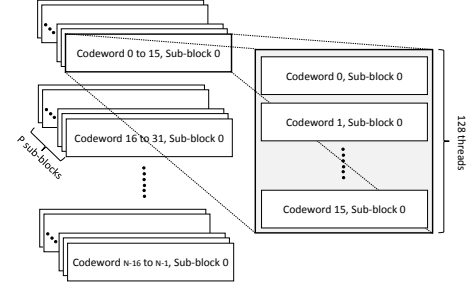 Codeword 0 to 15, Sub-block 0
Codeword 16 to 31, Sub-block 0
P sub-blocks
Codeword N-16 to N-1, Sub-block 0
Codeword 0, Sub-block 0
Codeword 1, Sub-block 0
Codeword 15, Sub-block 0
128 threads